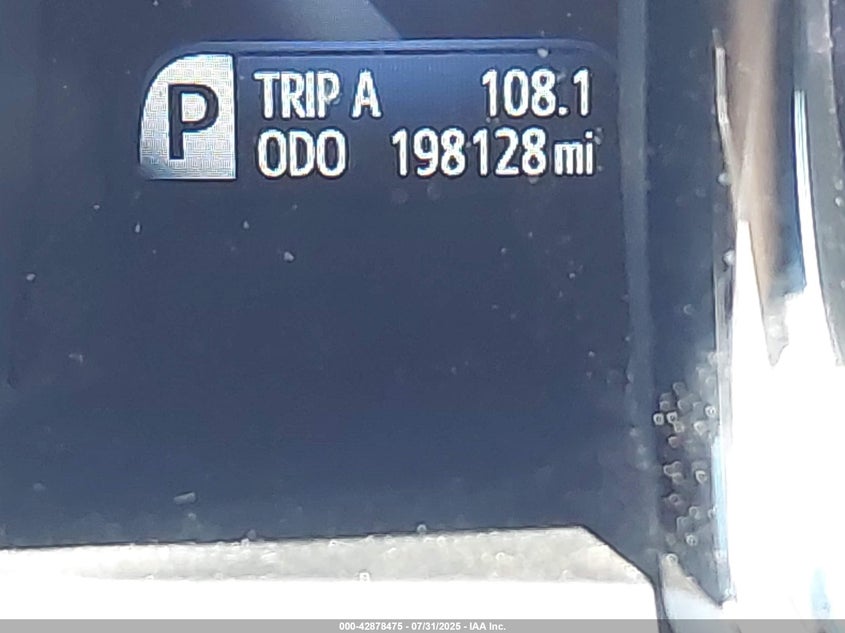 P
TRIP A 108.1
ODO 198128 mi
000-42878475 - 07/31/2025 - IAA Inc.